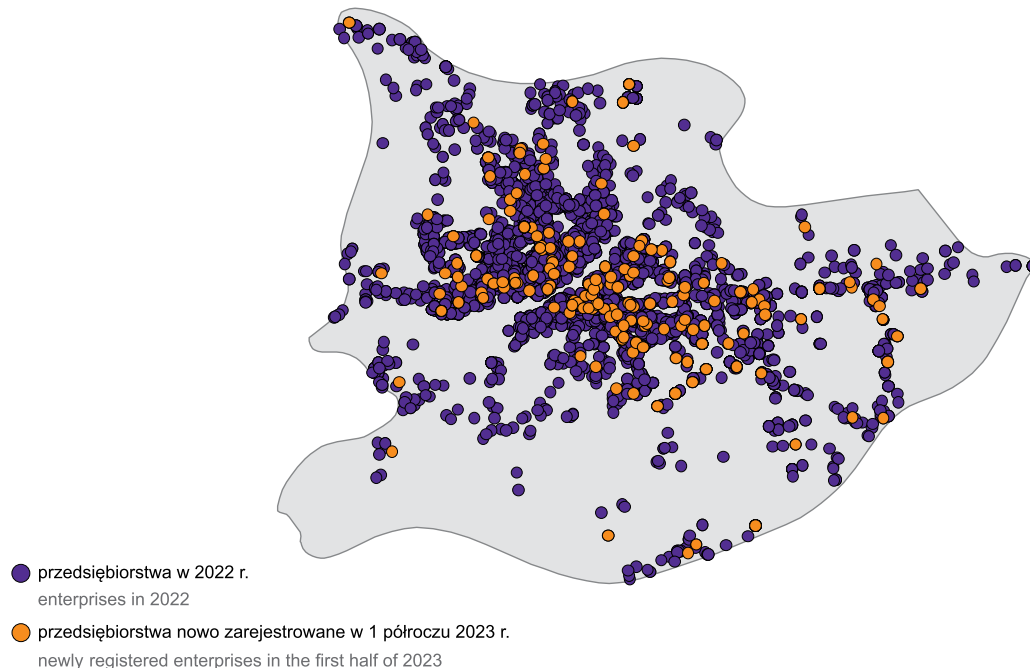 przedsiębiorstwa w 2022 r.
enterprises in 2022
przedsiębiorstwa nowo zarejestrowane w 1 półroczu 2023 r.
newly registered enterprises in the first half of 2023